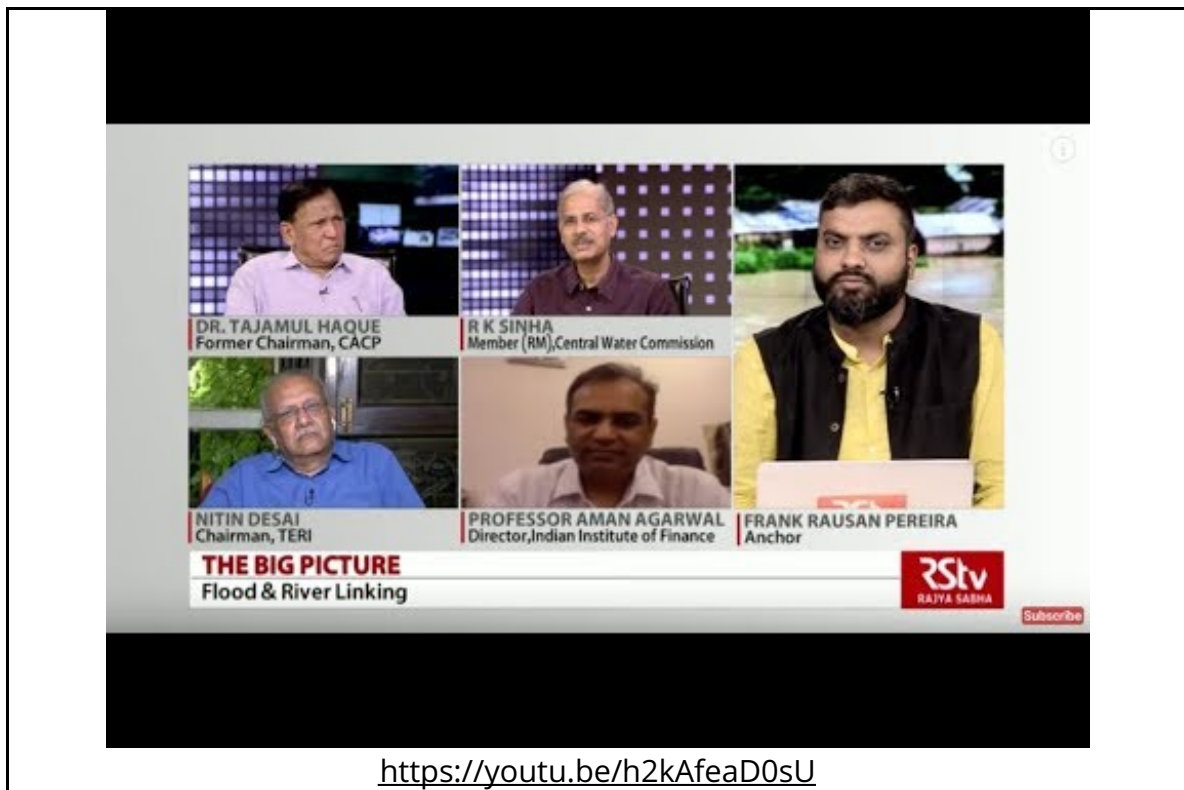 DR. TAJAMUL HAQUE
Former Chairman, CACP
R K SINHA
Member (RM),Central Water Commission
NITIN DESAI
Chairman, TERI
PROFESSOR AMAN AGARWAL
Director,Indian Institute of Finance
FRANK RAUSAN PEREIRA
Anchor
THE BIG PICTURE
Flood & River Linking
RStv
RAJYA SABHA
Subscribe
https://youtu.be/h2kAfeaD0sU